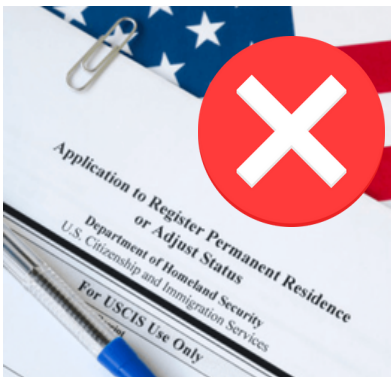 Application to Register Permanent Residence
or Adjust Status
Department of Homeland Security
U.S. Citizenship and Immigration Services
For USCIS Use Only